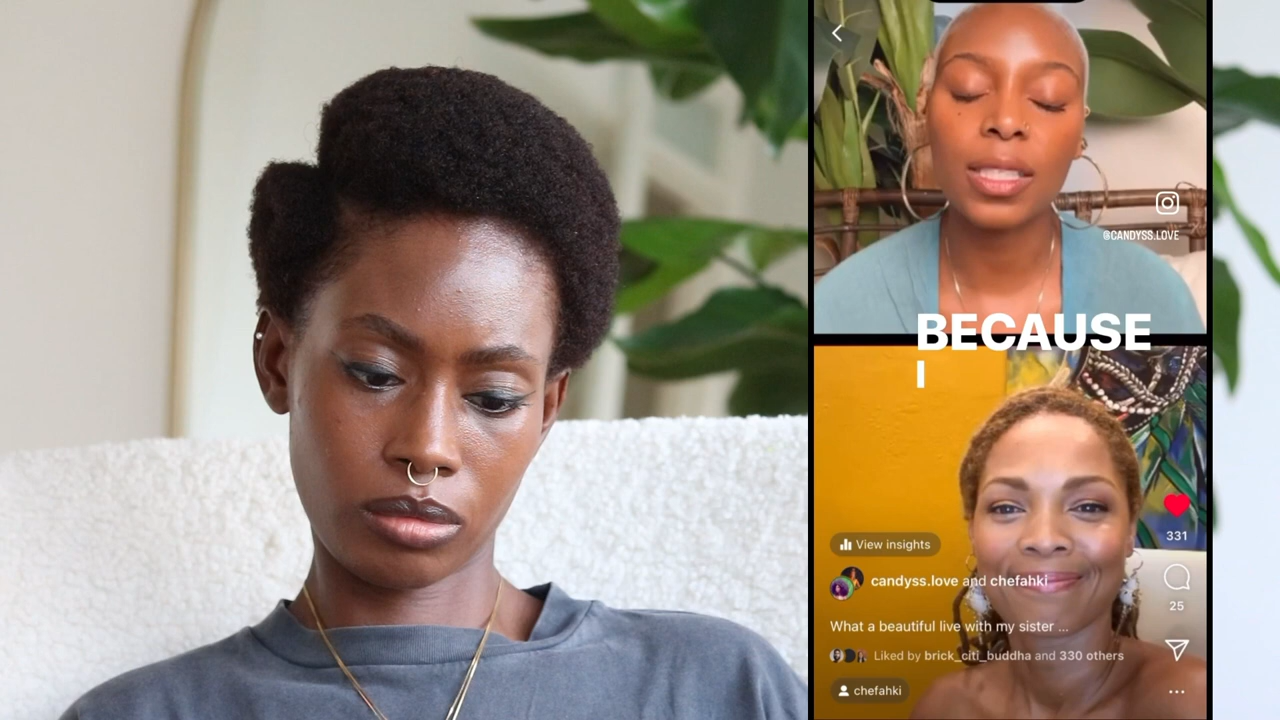 @CANDYSS.LOVE
BECAUSE
I
331
View insights
candyss.love and chefahki
25
What a beautiful live with my sister ...
Liked by brick_citi_buddha and 330 others
chefahki